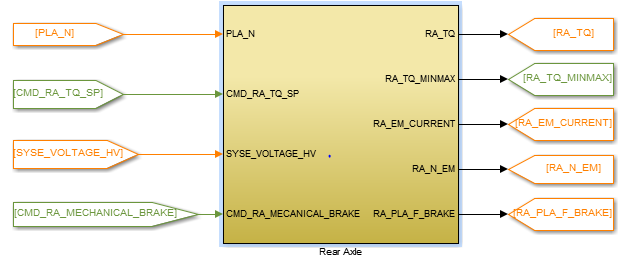 [PLA_N] PLA_N RA_TQ [RA_TQ]
RA_TQ_MINMAX [RA_TQ_MINMAX]
[CMD_RA_TQ_SP] CMD_RA_TQ_SP
RA_EM_CURRENT [RA_EM_CURRENT]
[SYSE_VOLTAGE_HV] SYSE_VOLTAGE_HV
RA_N_EM [RA_N_EM]
[CMD_RA_MECHANICAL_BRAKE] CMD_RA_MECANICAL_BRAKE RA_PLA_F_BRAKE [RA_PLA_F_BRAKE]
Rear Axle